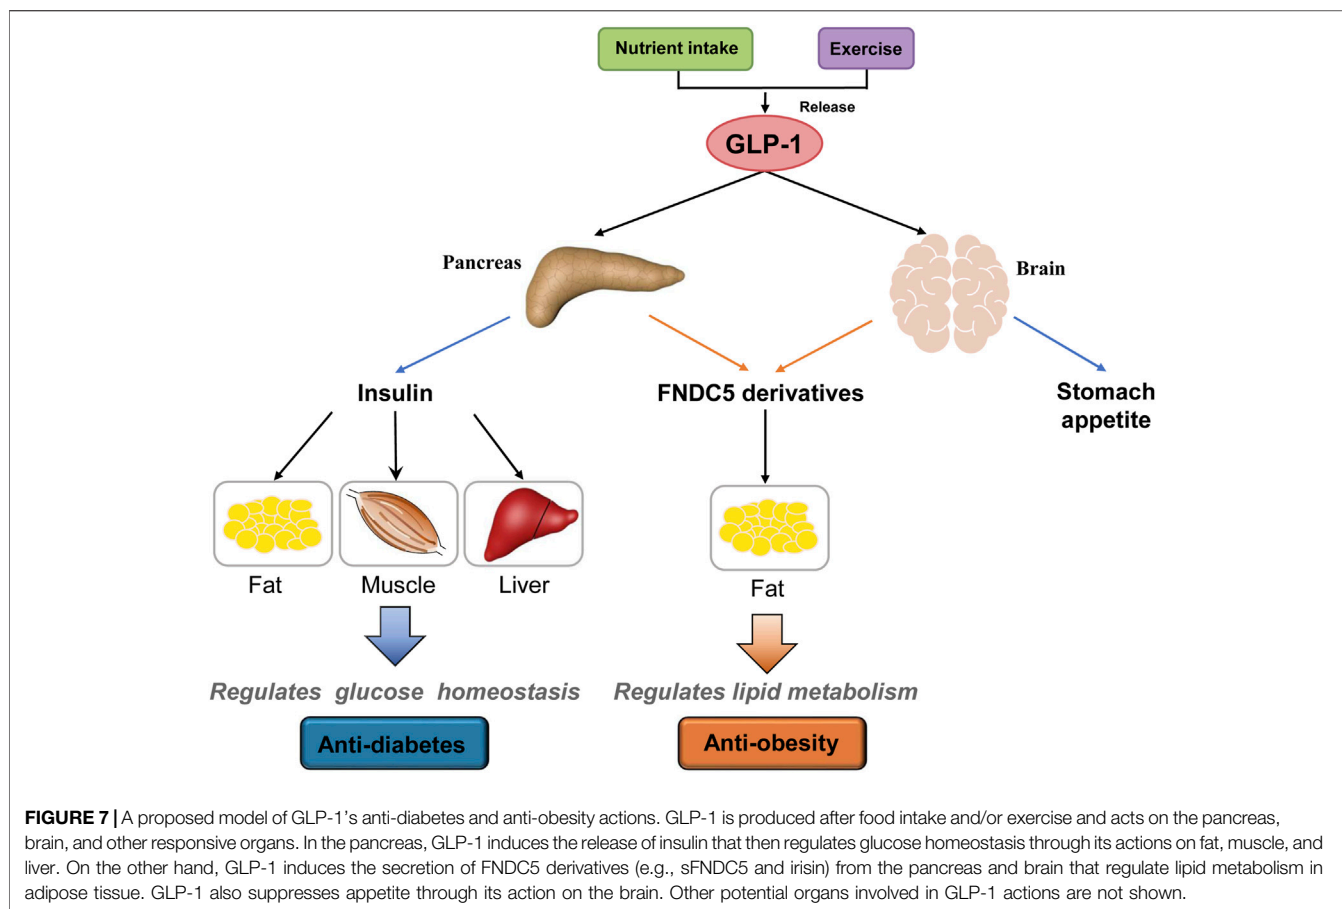 Nutrient intake
Exercise
Release
GLP-1
Pancreas
Brain
Insulin
FNDC5 derivatives
Stomach
appetite
Fat
Muscle
Liver
Fat
Regulates glucose homeostasis
Regulates lipid metabolism
Anti-diabetes
Anti-obesity
FIGURE 7 | A proposed model of GLP-1’s anti-diabetes and anti-obesity actions. GLP-1 is produced after food intake and/or exercise and acts on the pancreas,
brain, and other responsive organs. In the pancreas, GLP-1 induces the release of insulin that then regulates glucose homeostasis through its actions on fat, muscle, and
liver. On the other hand, GLP-1 induces the secretion of FNDC5 derivatives (e.g., sFNDC5 and irisin) from the pancreas and brain that regulate lipid metabolism in
adipose tissue. GLP-1 also suppresses appetite through its action on the brain. Other potential organs involved in GLP-1 actions are not shown.